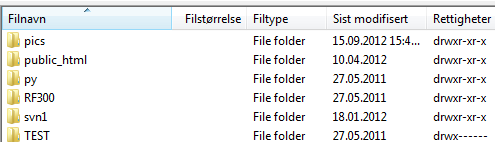 Filnavn Filstørrelse Filtype Sist modifisert Rettigheter
pics File folder 15.09.2012 15:4... drwxr-xr-x
public_html File folder 10.04.2012 drwxr-xr-x
py File folder 27.05.2011 drwxr-xr-x
RF300 File folder 27.05.2011 drwxr-xr-x
svn1 File folder 18.01.2012 drwxr-xr-x
TEST File folder 27.05.2011 drwx------